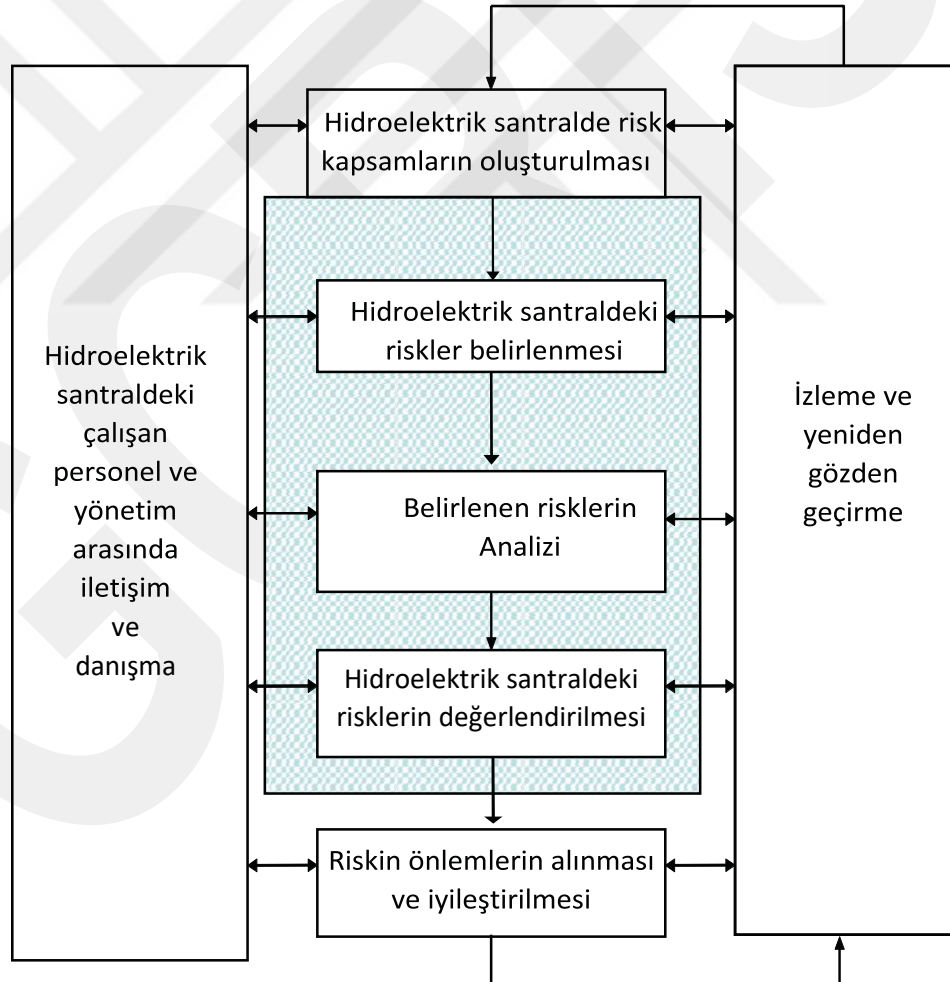 Hidroelektrik santralde risk
kapsamların oluşturulması
Hidroelektrik santraldeki
riskler belirlenmesi
Belirlenen risklerin
Analizi
Hidroelektrik santraldeki
risklerin değerlendirilmesi
Riskin önlemlerin alınması
ve iyileştirilmesi
Hidroelektrik
santraldeki
çalışan
personel ve
yönetim
arasında
iletişim
ve
danışma
İzleme ve
yeniden
gözden
geçirme